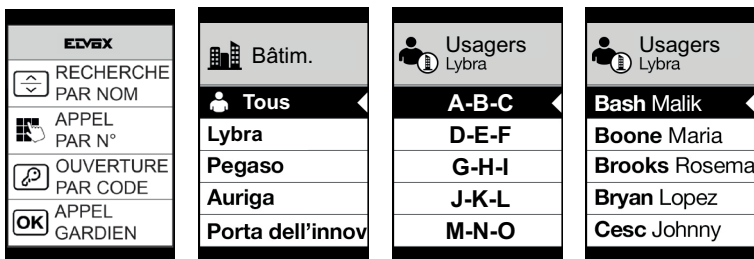 ELVOX
RECHERCHE
PAR NOM
APPEL
PAR N°
OUVERTURE
PAR CODE
OK
APPEL
GARDIEN
Bâtim.
Tous
Lybra
Pegaso
Auriga
Porta dell'innov
Usagers
Lybra
A-B-C
D-E-F
G-H-I
J-K-L
M-N-O
Usagers
Lybra
Bash Malik
Boone Maria
Brooks Rosema
Bryan Lopez
Cesc Johnny